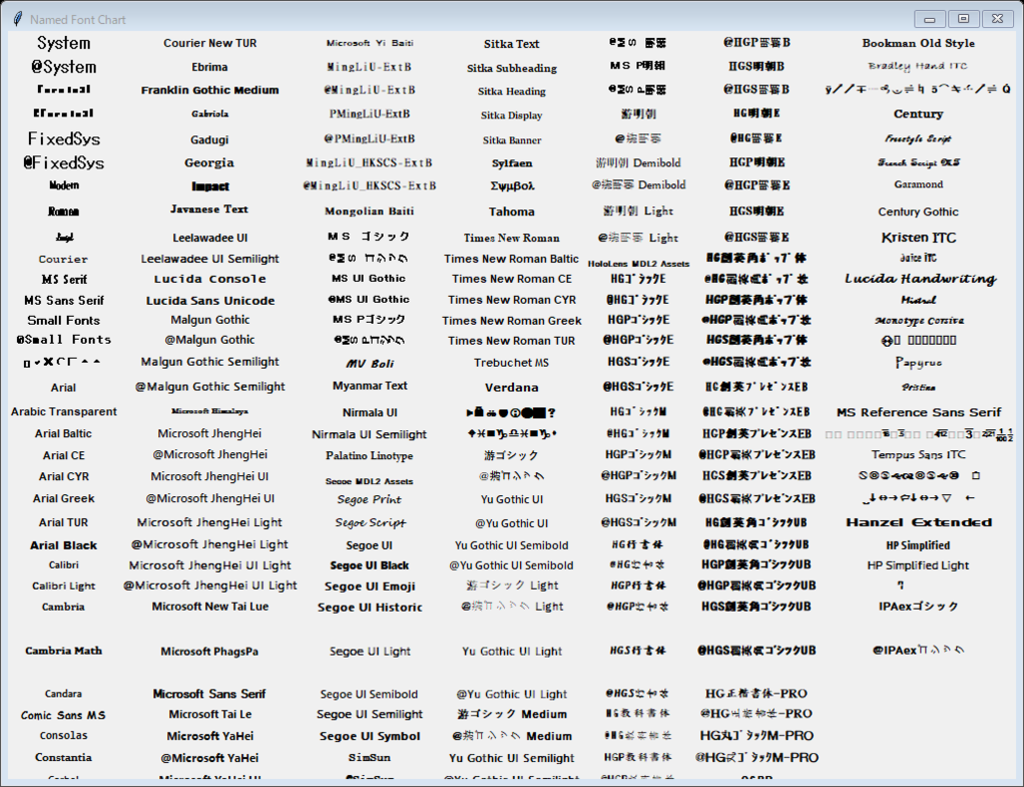 Named Font Chart
System Courier New TUR Microsoft Yi Baiti Sitka Text @MS 明朝 @HGP明朝B Bookman Old Style
@System Ebrima MingLiU-ExtB Sitka Subheading MS P明朝 HGS明朝B Bradley Hand ITC
Terminal Franklin Gothic Medium @MingLiU-ExtB Sitka Heading @MS P明朝 @HGS明朝B
@Terminal Gabriola PMingLiU-ExtB Sitka Display 游明朝 HG明朝E Century
FixedSys Gadugi @PMingLiU-ExtB Sitka Banner @游明朝 @HG明朝E Freestyle Script
@FixedSys Georgia MingLiU_HKSCS-ExtB Sylfaen 游明朝 Demibold HGP明朝E French Script MT
Modern Impact @MingLiU_HKSCS-ExtB Σψμβολ @游明朝 Demibold @HGP明朝E Garamond
Roman Javanese Text Mongolian Baiti Tahoma 游明朝 Light HGS明朝E Century Gothic
Script Leelawadee UI MS ゴシック Times New Roman @游明朝 Light @HGS明朝E Kristen ITC
Courier Leelawadee UI Semilight @MS ゴシック Times New Roman Baltic HoloLens MDL2 Assets HG創英角ポップ体 Juice ITC
MS Serif Lucida Console MS UI Gothic Times New Roman CE HGゴシックE @HG創英角ポップ体 Lucida Handwriting
MS Sans Serif Lucida Sans Unicode @MS UI Gothic Times New Roman CYR @HGゴシックE HGP創英角ポップ体 Mistral
Small Fonts Malgun Gothic MS Pゴシック Times New Roman Greek HGPゴシックE @HGP創英角ポップ体 Monotype Corsiva
@Small Fonts @Malgun Gothic @MS Pゴシック Times New Roman TUR @HGPゴシックE HGS創英角ポップ体
Malgun Gothic Semilight MV Boli Trebuchet MS HGSゴシックE @HGS創英角ポップ体 Papyrus
Arial @Malgun Gothic Semilight Myanmar Text Verdana @HGSゴシックE HG創英プレゼンスEB Pristina
Arabic Transparent Microsoft Himalaya Nirmala UI HGゴシックM @HG創英プレゼンスEB MS Reference Sans Serif
Arial Baltic Microsoft JhengHei Nirmala UI Semilight @HGゴシックM HGP創英プレゼンスEB
Arial CE @Microsoft JhengHei Palatino Linotype 游ゴシック HGPゴシックM @HGP創英プレゼンスEB Tempus Sans ITC
Arial CYR Microsoft JhengHei UI Segoe MDL2 Assets @游ゴシック @HGPゴシックM HGS創英プレゼンスEB
Arial Greek @Microsoft JhengHei UI Segoe Print Yu Gothic UI HGSゴシックM @HGS創英プレゼンスEB
Arial TUR Microsoft JhengHei Light Segoe Script @Yu Gothic UI @HGSゴシックM HG創英角ゴシックUB Hanzel Extended
Arial Black @Microsoft JhengHei Light Segoe UI Yu Gothic UI Semibold HG行書体 @HG創英角ゴシックUB HP Simplified
Calibri Microsoft JhengHei UI Light Segoe UI Black @Yu Gothic UI Semibold @HG行書体 HGP創英角ゴシックUB HP Simplified Light
Calibri Light @Microsoft JhengHei UI Light Segoe UI Emoji 游ゴシック Light HGP行書体 @HGP創英角ゴシックUB
Cambria Microsoft New Tai Lue Segoe UI Historic @游ゴシック Light @HGP行書体 HGS創英角ゴシックUB IPAexゴシック
Cambria Math Microsoft PhagsPa Segoe UI Light Yu Gothic UI Light HGS行書体 @HGS創英角ゴシックUB @IPAexゴシック
Candara Microsoft Sans Serif Segoe UI Semibold @Yu Gothic UI Light @HGS行書体 HG正楷書体-PRO
Comic Sans MS Microsoft Tai Le Segoe UI Semilight 游ゴシック Medium HG教科書体 @HG正楷書体-PRO
Consolas Microsoft YaHei Segoe UI Symbol @游ゴシック Medium @HG教科書体 HG丸ゴシックM-PRO
Constantia @Microsoft YaHei SimSun Yu Gothic UI Semilight HGP教科書体 @HG丸ゴシックM-PRO
Corbel Microsoft YaHei UI @SimSun @Yu Gothic UI Semilight @HGP教科書体